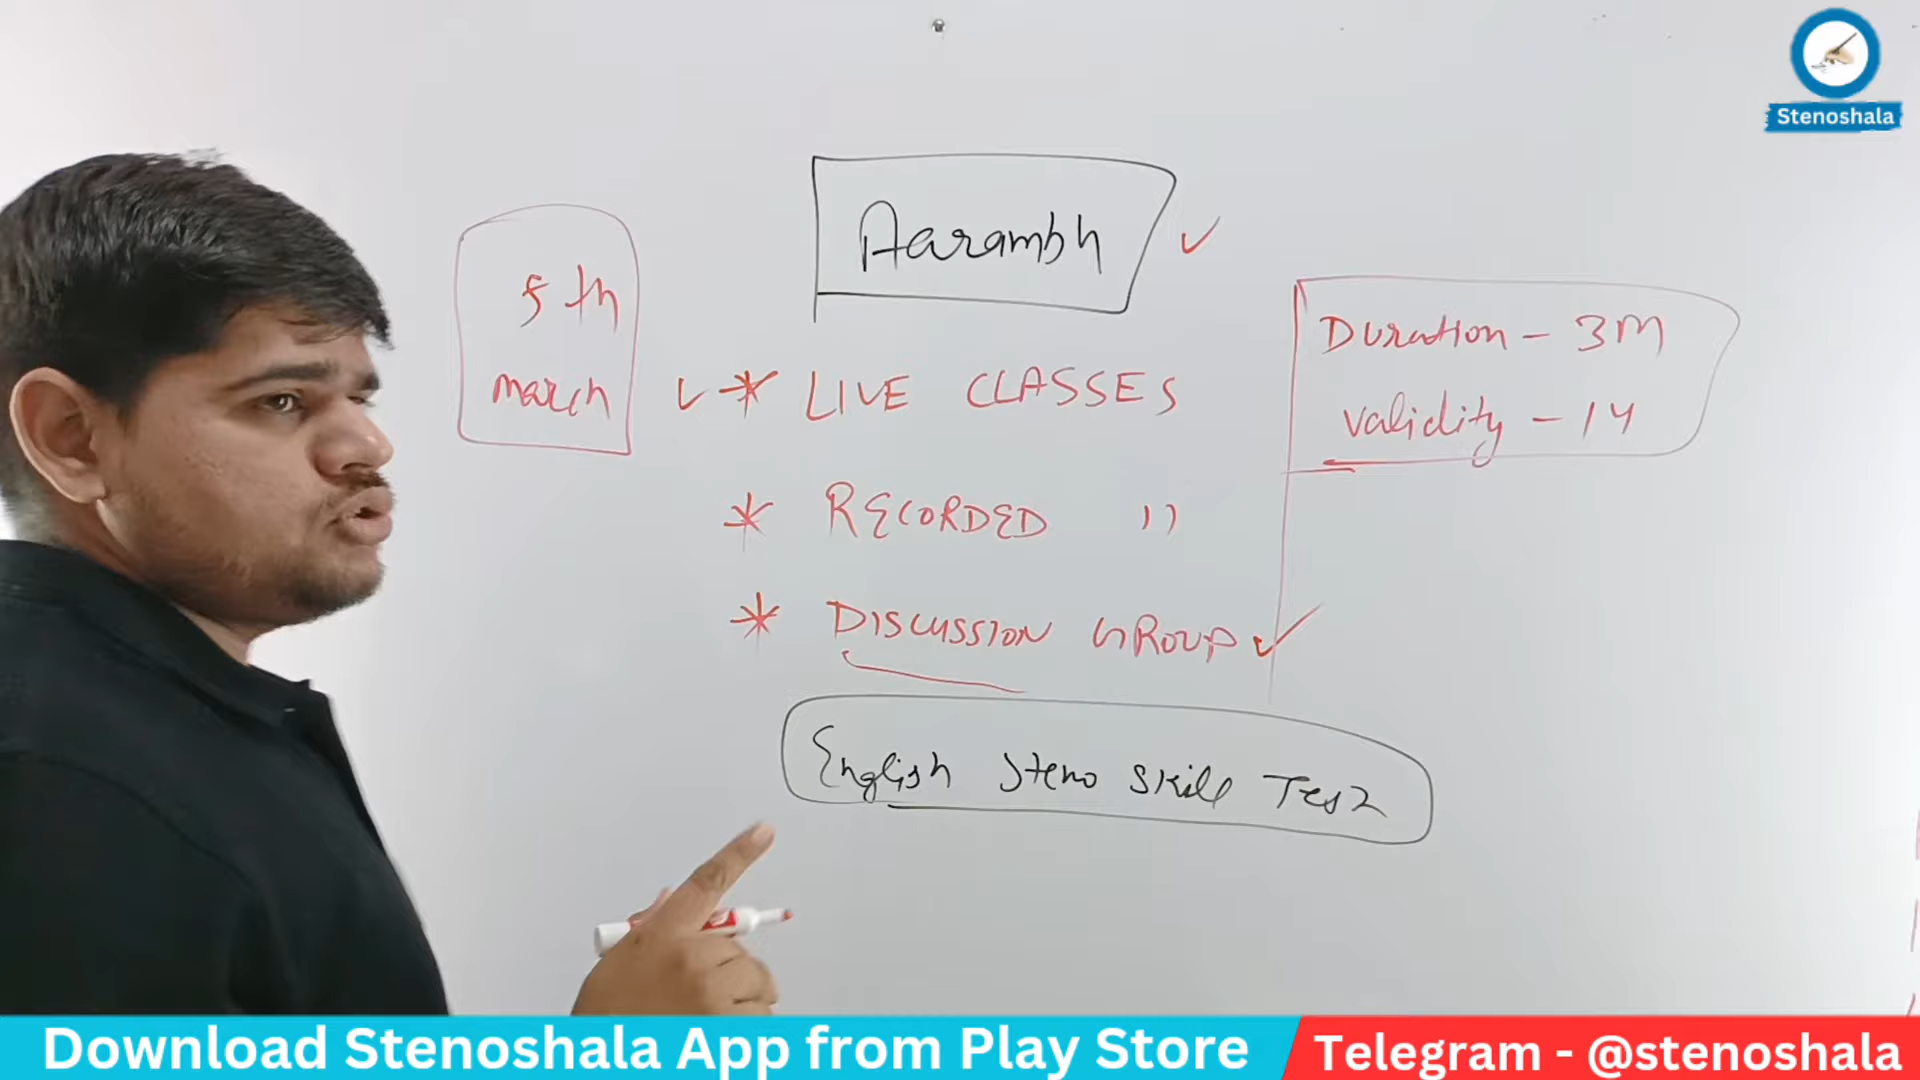 Stenoshala
Aarambh
5th
march
* LIVE CLASSES
* RECORDED ''
* DISCUSSION GROUP
Duration - 3M
validity - 1Y
English Steno Skill Test
Download Stenoshala App from Play Store
Telegram - @stenoshala